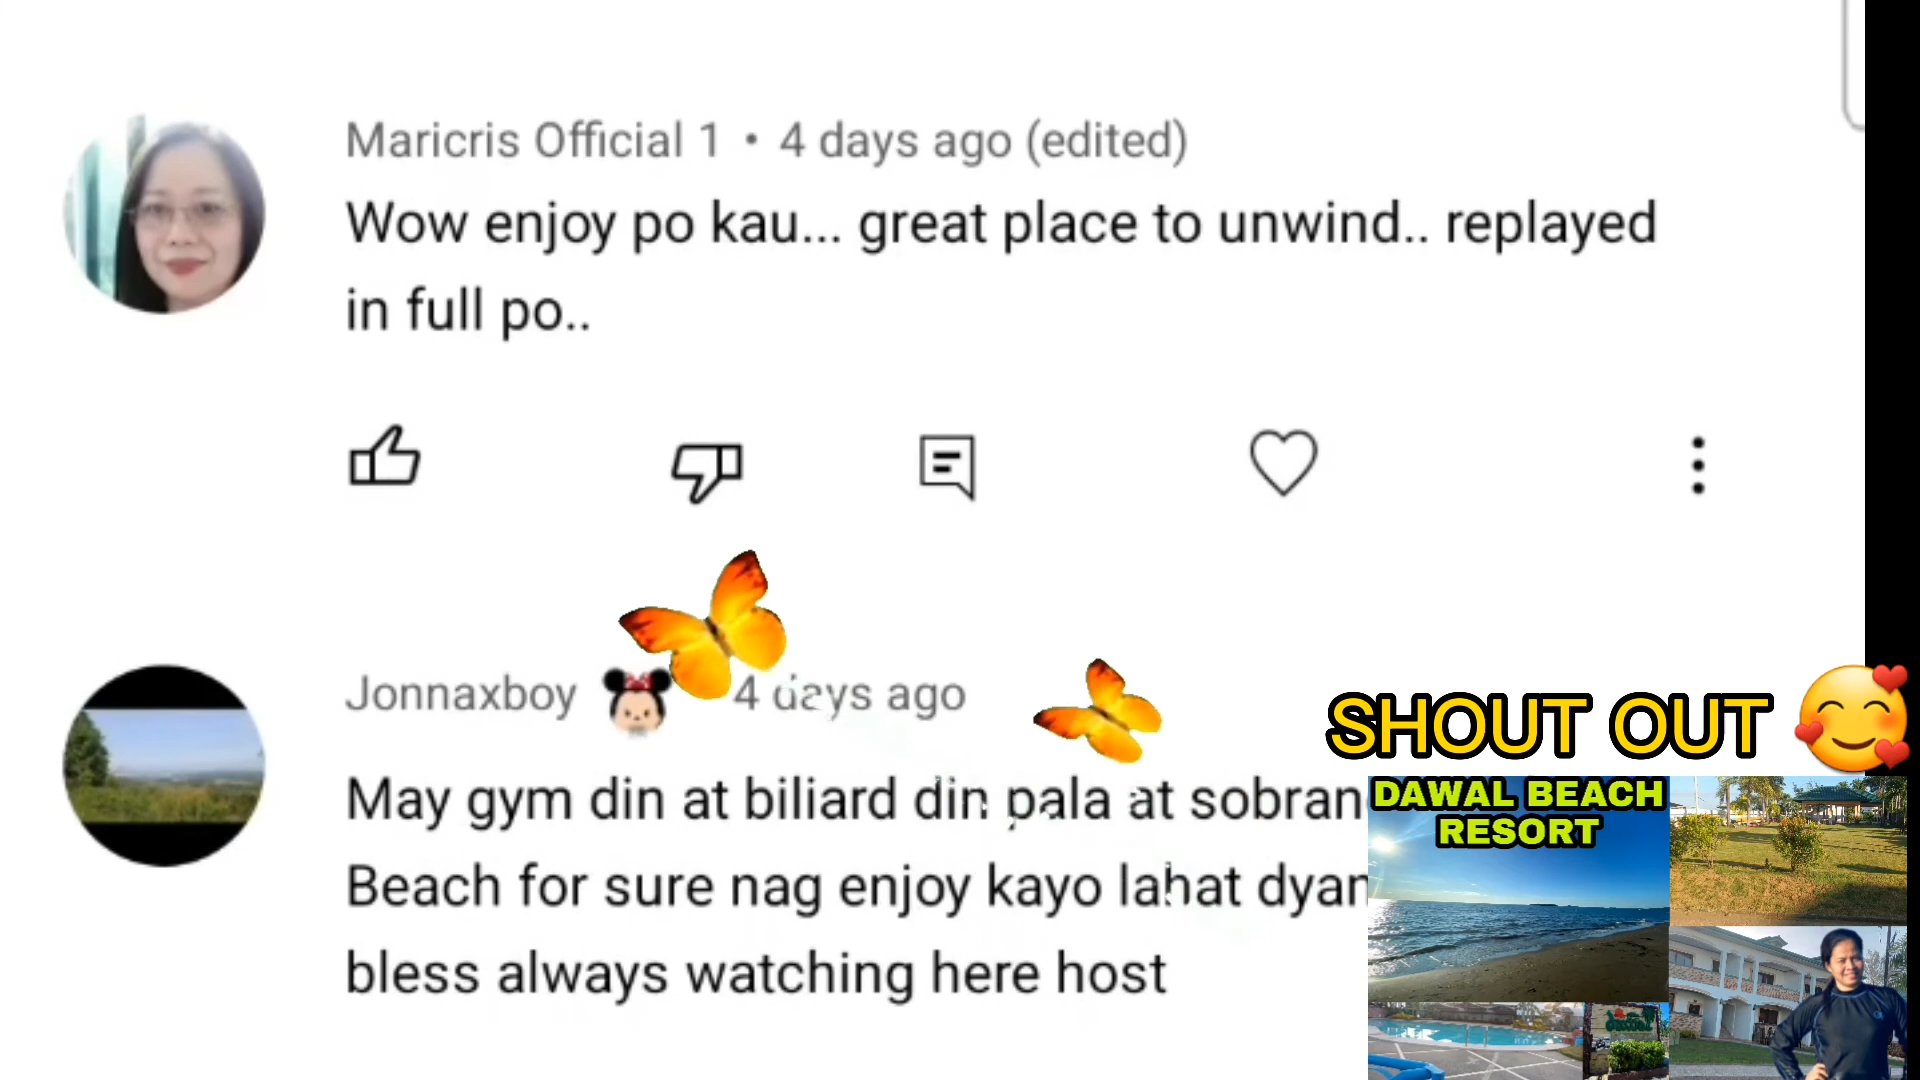 Maricris Official 1 • 4 days ago (edited)
Wow enjoy po kau... great place to unwind.. replayed
in full po..
Jonnaxboy 4 days ago
May gym din at biliard din pala at
Beach for sure nag enjoy kayo lahat
bless always watching here host
SHOUT OUT
DAWAL BEACH
RESORT